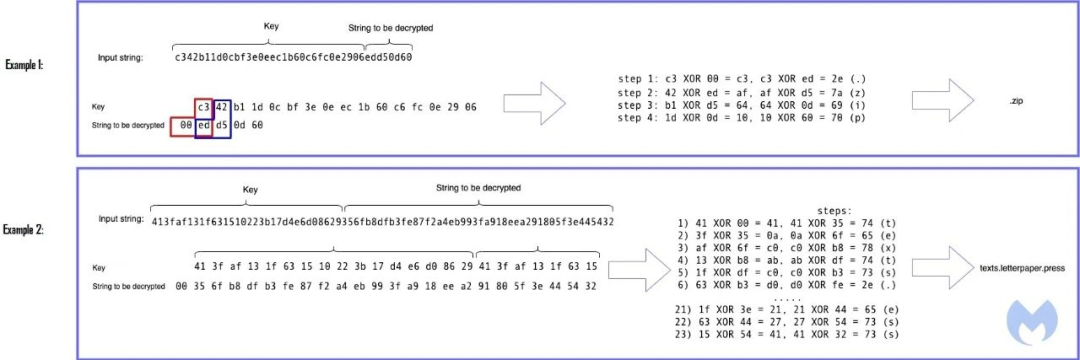 Example 1:
Key
String to be decrypted
Input string:
c342b11d0cbf3e0eec1b60c6fc0e2906edd50d60
Key
c3 42 b1 1d 0c bf 3e 0e ec 1b 60 c6 fc 0e 29 06
String to be decrypted
00 ed d5 0d 60
step 1: c3 XOR 00 = c3, c3 XOR ed = 2e (.)
step 2: 42 XOR ed = af, af XOR d5 = 7a (z)
step 3: b1 XOR d5 = 64, 64 XOR 0d = 69 (i)
step 4: 1d XOR 0d = 10, 10 XOR 60 = 70 (p)
.zip
Example 2:
Key
String to be decrypted
Input string:
413faf131f631510223b17d4e6d08629356fb8dfb3fe87f2a4eb993fa918eea291805f3e445432
Key
41 3f af 13 1f 63 15 10 22 3b 17 d4 e6 d0 86 29 41 3f af 13 1f 63 15
String to be decrypted
00 35 6f b8 df b3 fe 87 f2 a4 eb 99 3f a9 18 ee a2 91 80 5f 3e 44 54 32
steps:
1) 41 XOR 00 = 41, 41 XOR 35 = 74 (t)
2) 3f XOR 35 = 0a, 0a XOR 6f = 65 (e)
3) af XOR 6f = c0, c0 XOR b8 = 78 (x)
4) 13 XOR b8 = ab, ab XOR df = 74 (t)
5) 1f XOR df = c0, c0 XOR b3 = 73 (s)
6) 63 XOR b3 = d0, d0 XOR fe = 2e (.)
.....
21) 1f XOR 3e = 21, 21 XOR 44 = 65 (e)
22) 63 XOR 44 = 27, 27 XOR 54 = 73 (s)
23) 15 XOR 54 = 41, 41 XOR 32 = 73 (s)
texts.letterpaper.press